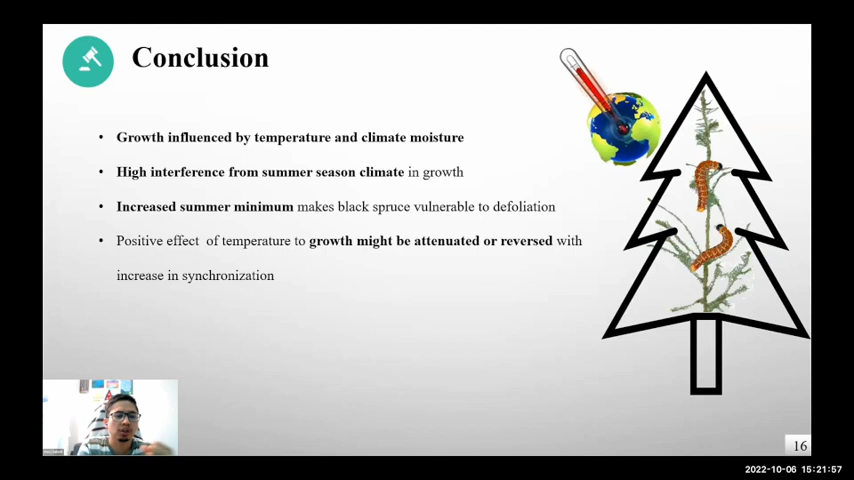 Conclusion
• Growth influenced by temperature and climate moisture
• High interference from summer season climate in growth
• Increased summer minimum makes black spruce vulnerable to defoliation
• Positive effect of temperature to growth might be attenuated or reversed with
increase in synchronization
16
2022-10-06 15:21:57